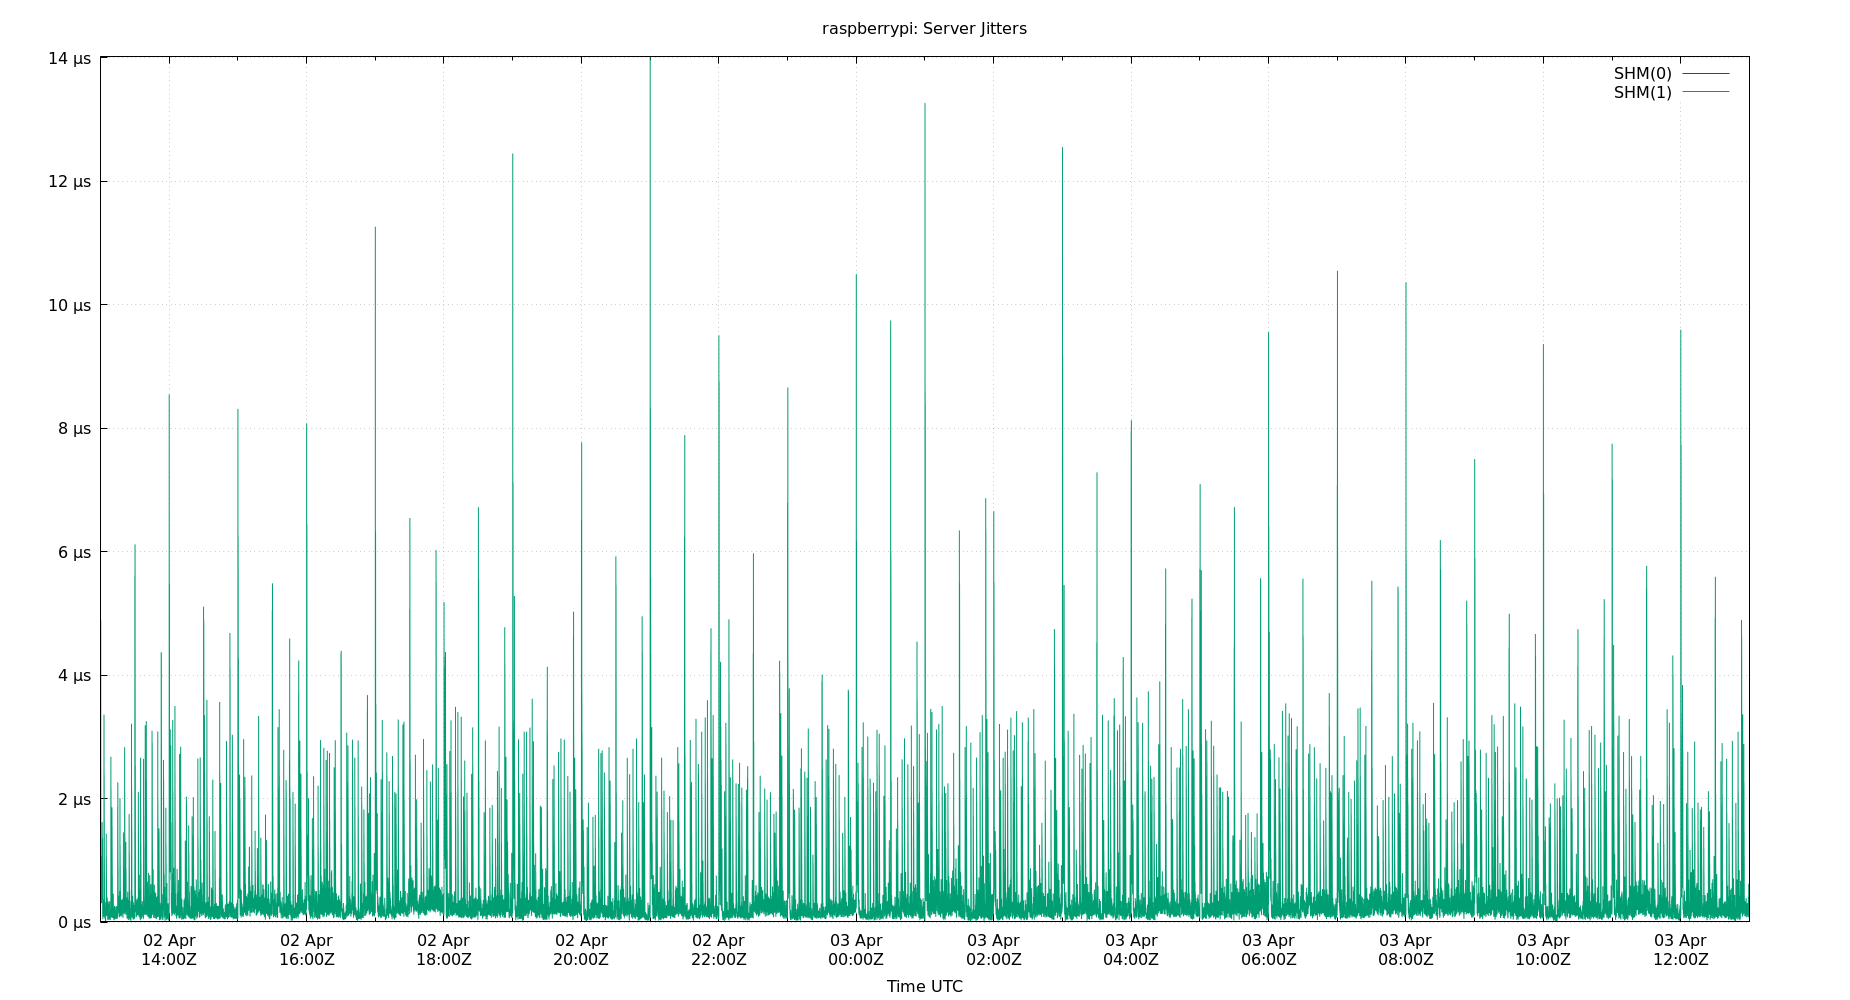 raspberrypi: Server Jitters
14 µs
12 µs
10 µs
8 µs
6 µs
4 µs
2 µs
0 µs
SHM(0)
SHM(1)
02 Apr 02 Apr 02 Apr 02 Apr 02 Apr 03 Apr 03 Apr 03 Apr 03 Apr 03 Apr 03 Apr 03 Apr
14:00Z 16:00Z 18:00Z 20:00Z 22:00Z 00:00Z 02:00Z 04:00Z 06:00Z 08:00Z 10:00Z 12:00Z
Time UTC